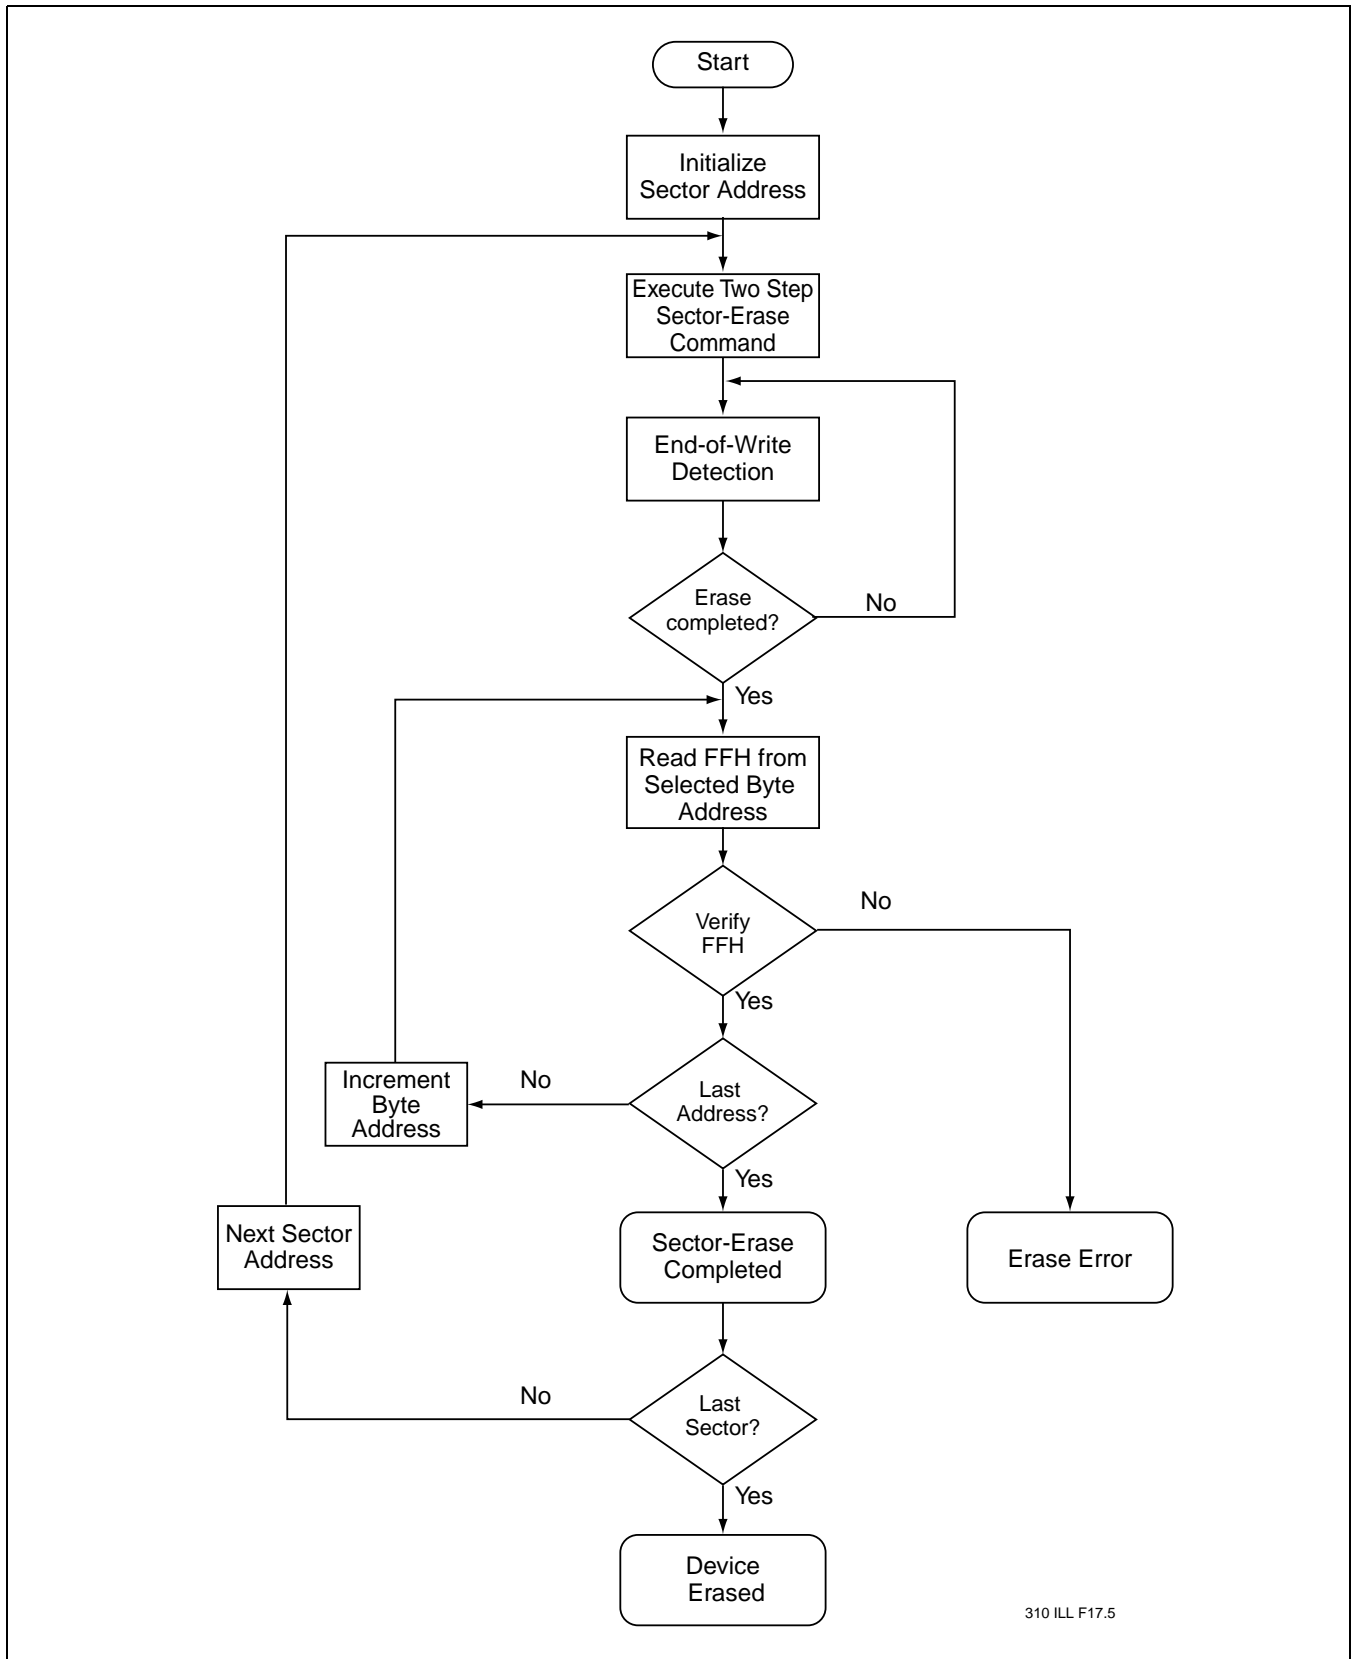 Start
Initialize
Sector Address
Execute Two Step
Sector-Erase
Command
End-of-Write
Detection
Erase
completed?
No
Yes
Read FFH from
Selected Byte
Address
Verify
FFH
No
Yes
Last
Address?
No
Increment
Byte
Address
Yes
Next Sector
Address
Sector-Erase
Completed
Erase Error
Last
Sector?
No
Yes
Device
Erased
310 ILL F17.5